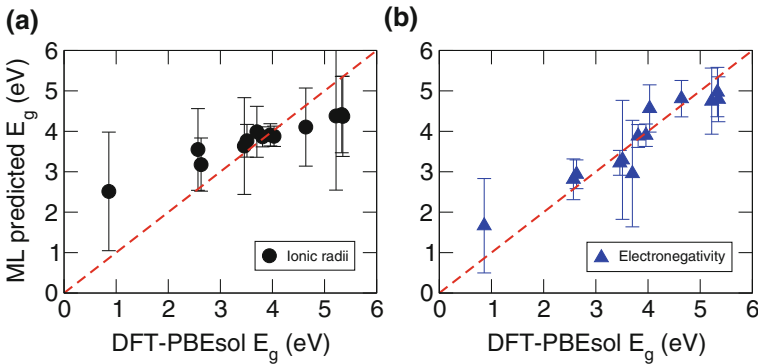 (a)
6
5
4
3
2
1
0
ML predicted E_g (eV)
Ionic radii
0 1 2 3 4 5 6
DFT-PBEsol E_g (eV)
(b)
6
5
4
3
2
1
0
Electronegativity
0 1 2 3 4 5 6
DFT-PBEsol E_g (eV)